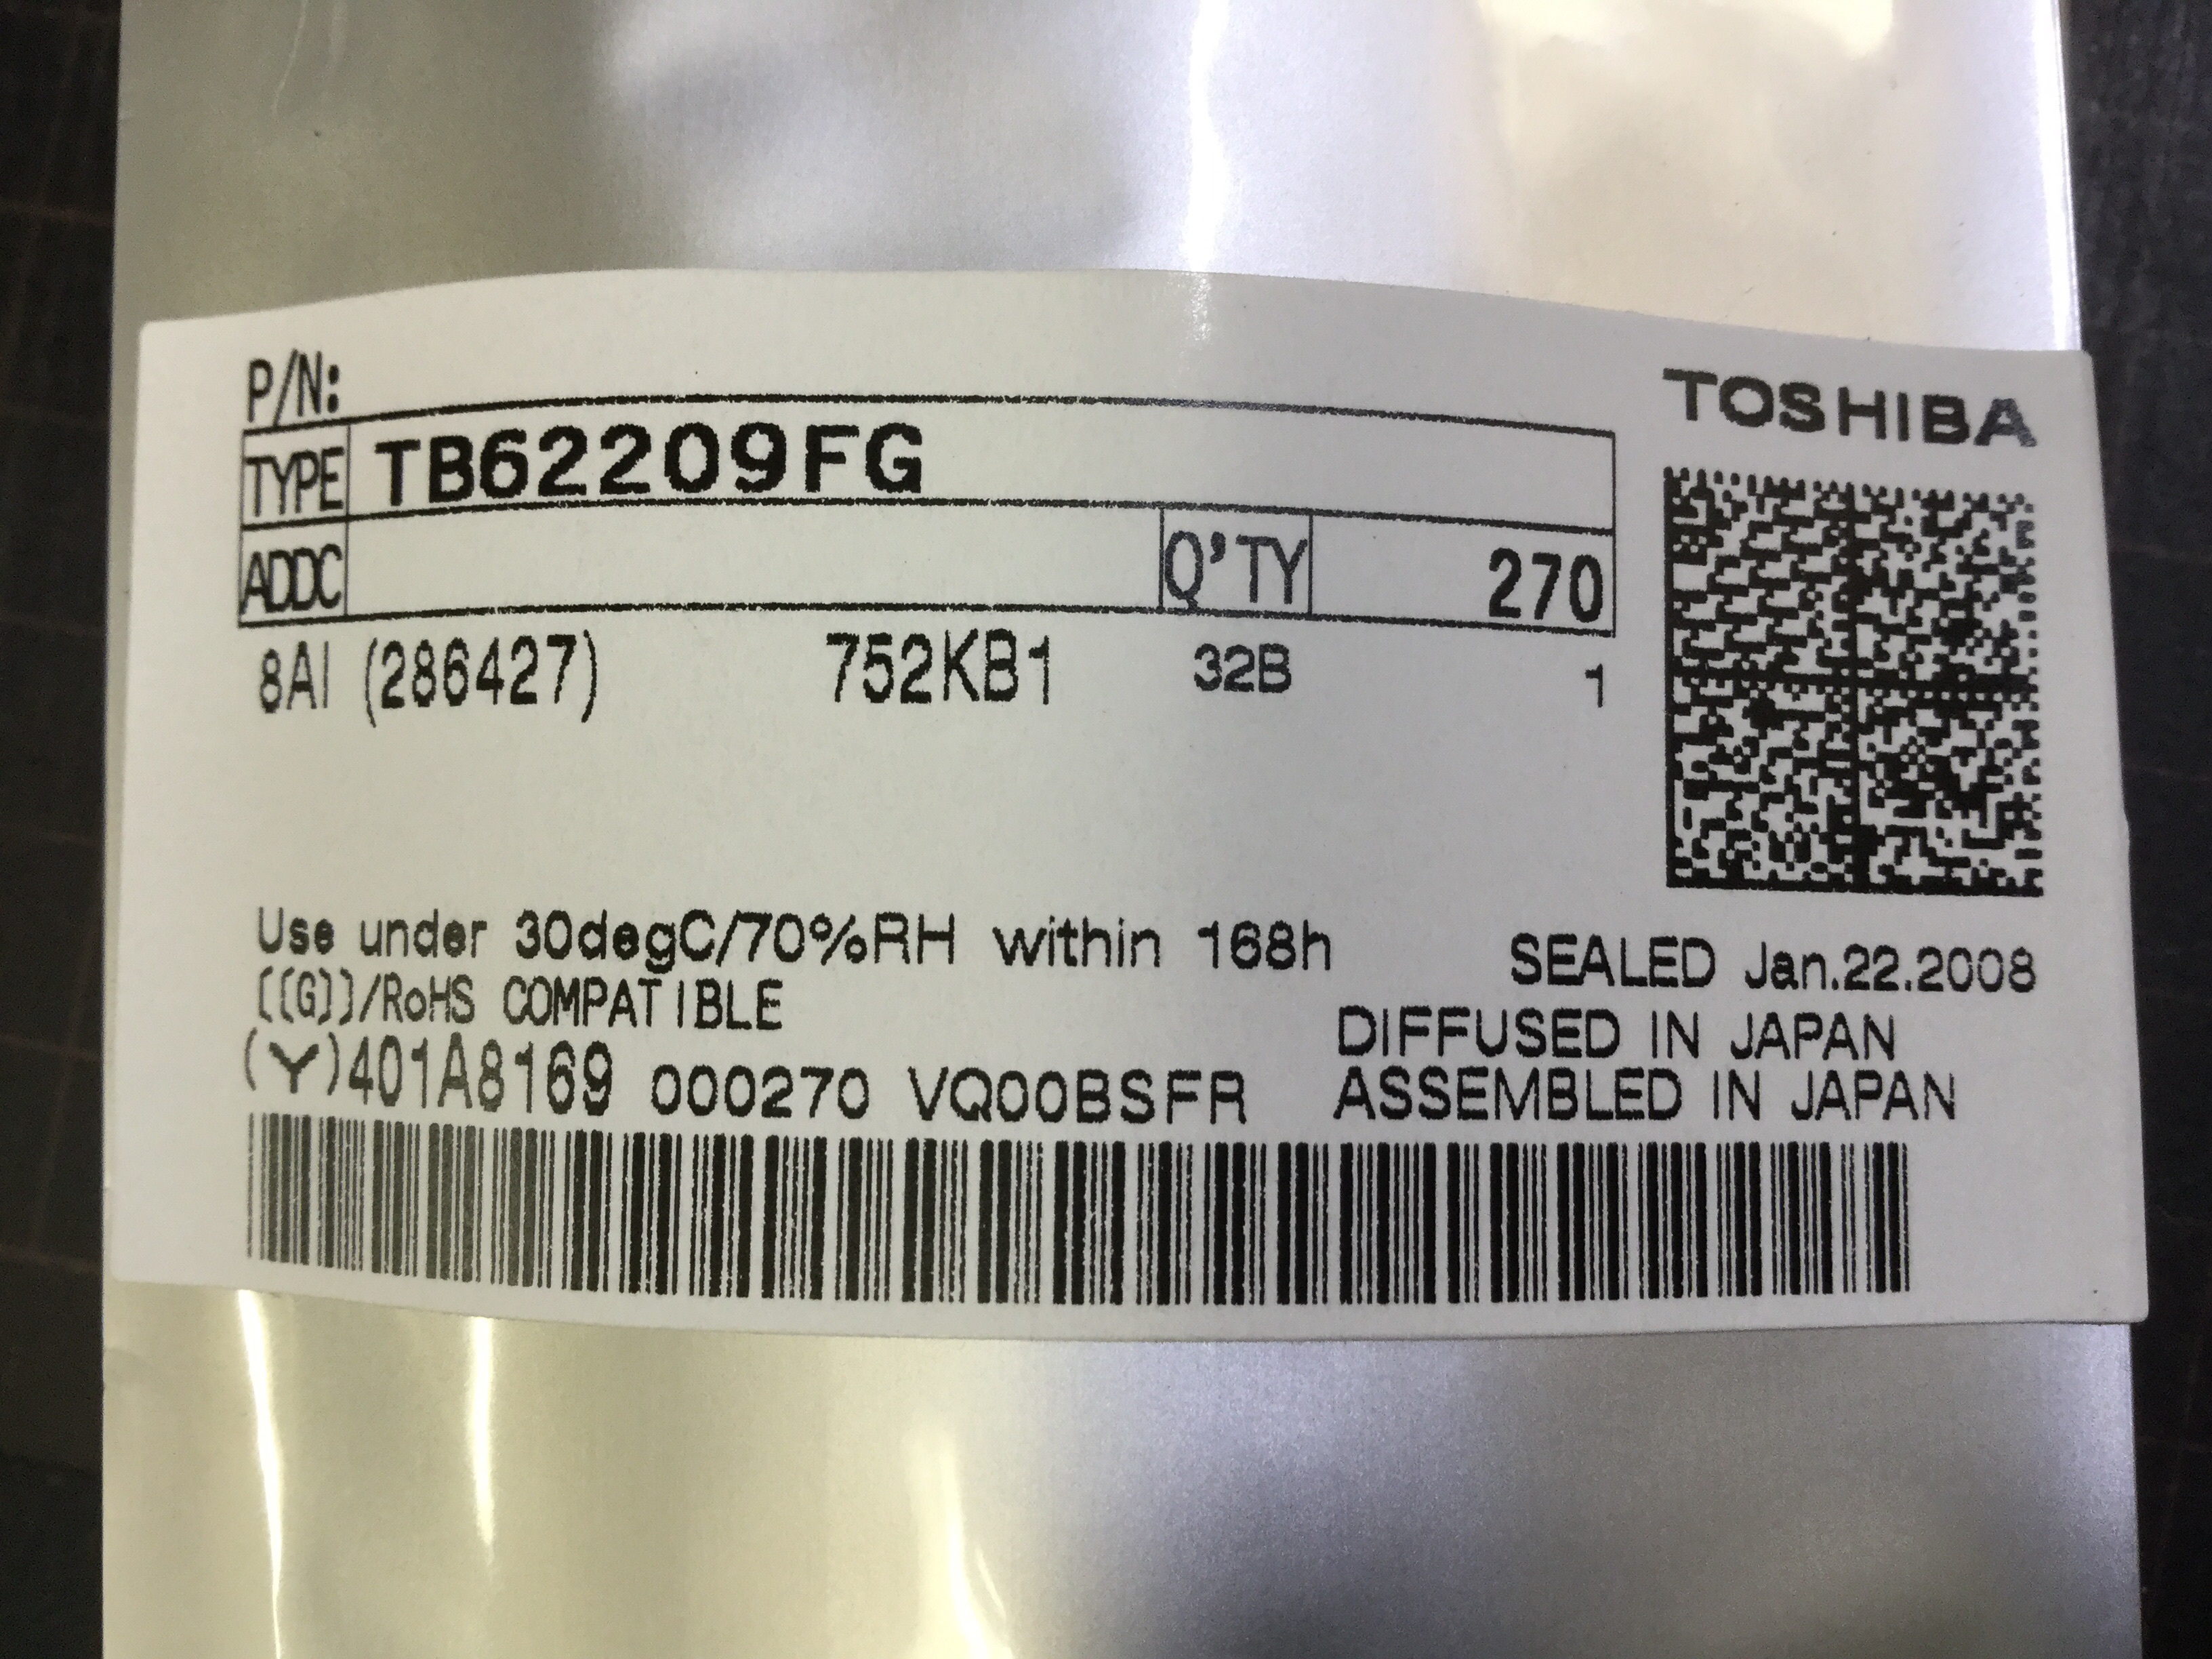 P/N:
TOSHIBA
TYPE TB62209FG
ADDC Q'TY 270
8AI (286427) 752KB1 32B 1
Use under 30degC/70%RH within 168h
SEALED Jan.22.2008
[[G]]/RoHS COMPATIBLE
DIFFUSED IN JAPAN
(Y)401A8169 000270 VQ00BSFR
ASSEMBLED IN JAPAN